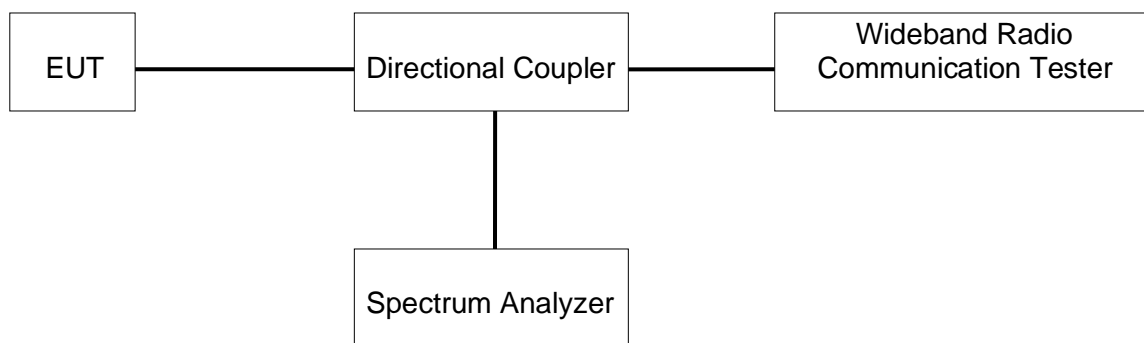 EUT
Directional Coupler
Wideband Radio
Communication Tester
Spectrum Analyzer